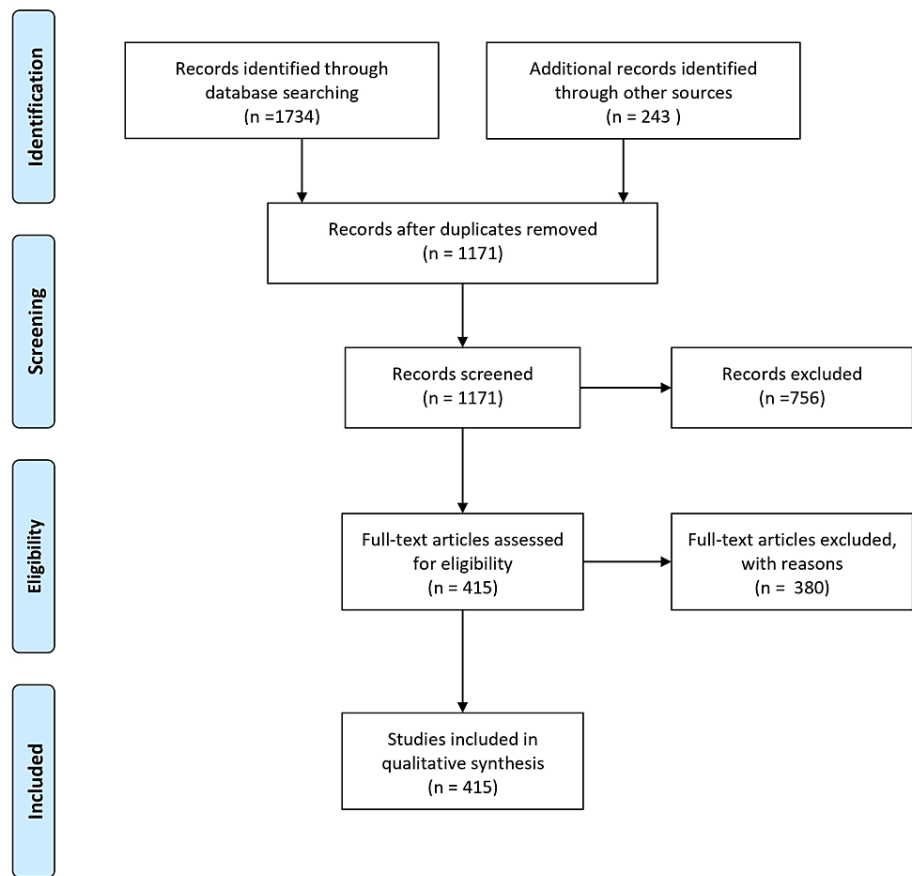 Identification
Records identified through
database searching
(n =1734)
Additional records identified
through other sources
(n = 243 )
Records after duplicates removed
(n = 1171)
Screening
Records screened
(n = 1171)
Records excluded
(n =756)
Eligibility
Full-text articles assessed
for eligibility
(n = 415)
Full-text articles excluded,
with reasons
(n =  380)
Included
Studies included in
qualitative synthesis
(n = 415)